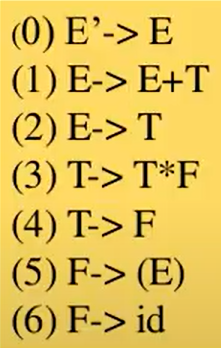 (0) E’-> E
(1) E-> E+T
(2) E-> T
(3) T-> T*F
(4) T-> F
(5) F-> (E)
(6) F-> id